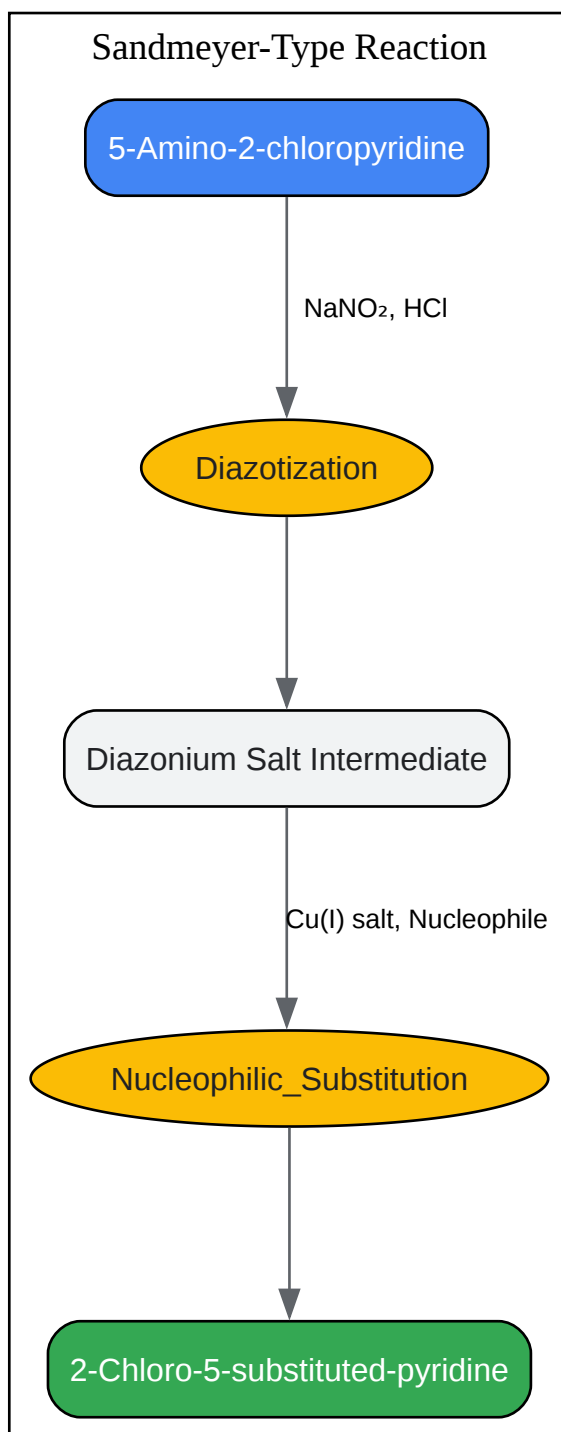 Sandmeyer-Type Reaction
5-Amino-2-chloropyridine
NaNO₂, HCl
Diazotization
Diazonium Salt Intermediate
Cu(I) salt, Nucleophile
Nucleophilic_Substitution
2-Chloro-5-substituted-pyridine